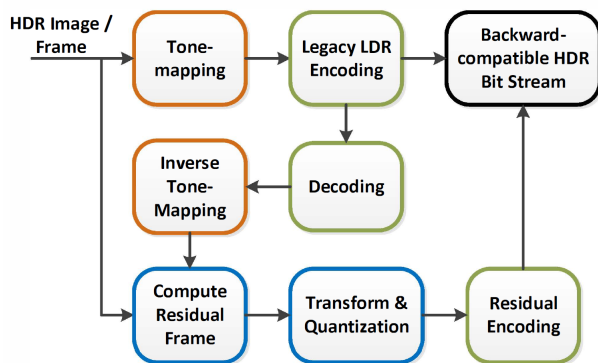 HDR Image /
Frame
Tone-
mapping
Legacy LDR
Encoding
Backward-
compatible HDR
Bit Stream
Inverse
Tone-
Mapping
Decoding
Compute
Residual
Frame
Transform &
Quantization
Residual
Encoding